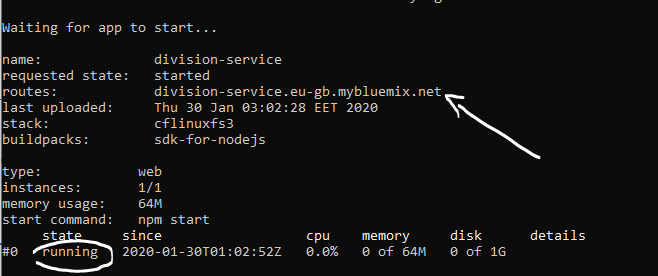 Waiting for app to start...
name: division-service
requested state: started
routes: division-service.eu-gb.mybluemix.net
last uploaded: Thu 30 Jan 03:02:28 EET 2020
stack: cflinuxfs3
buildpacks: sdk-for-nodejs
type: web
instances: 1/1
memory usage: 64M
start command: npm start
state since cpu memory disk details
#0 running 2020-01-30T01:02:52Z 0.0% 0 of 64M 0 of 1G